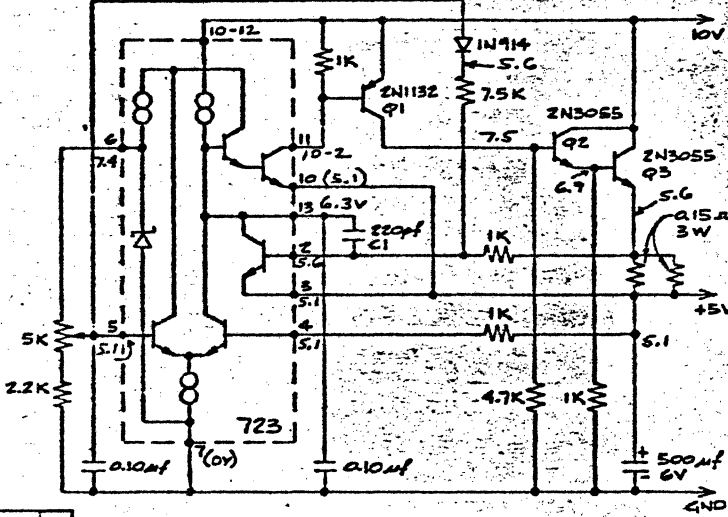 10-12
10V
1N914
5.6
1K
2N1132
Q1
7.5K
2N3055
7.5
Q2
2N3055
Q3
6
7.4
11
10-2
10 (5.1)
13 6.3V
6.7
5.6
220pf
C1
0.15Ω
3W
2
5.6
1K
3
5.1
+5V
5K
5
5.1
4
5.1
1K
5.1
2.2K
4.7K
1K
723
7 (0V)
0.10μf
0.10μf
+
500μf
-
6V
GND